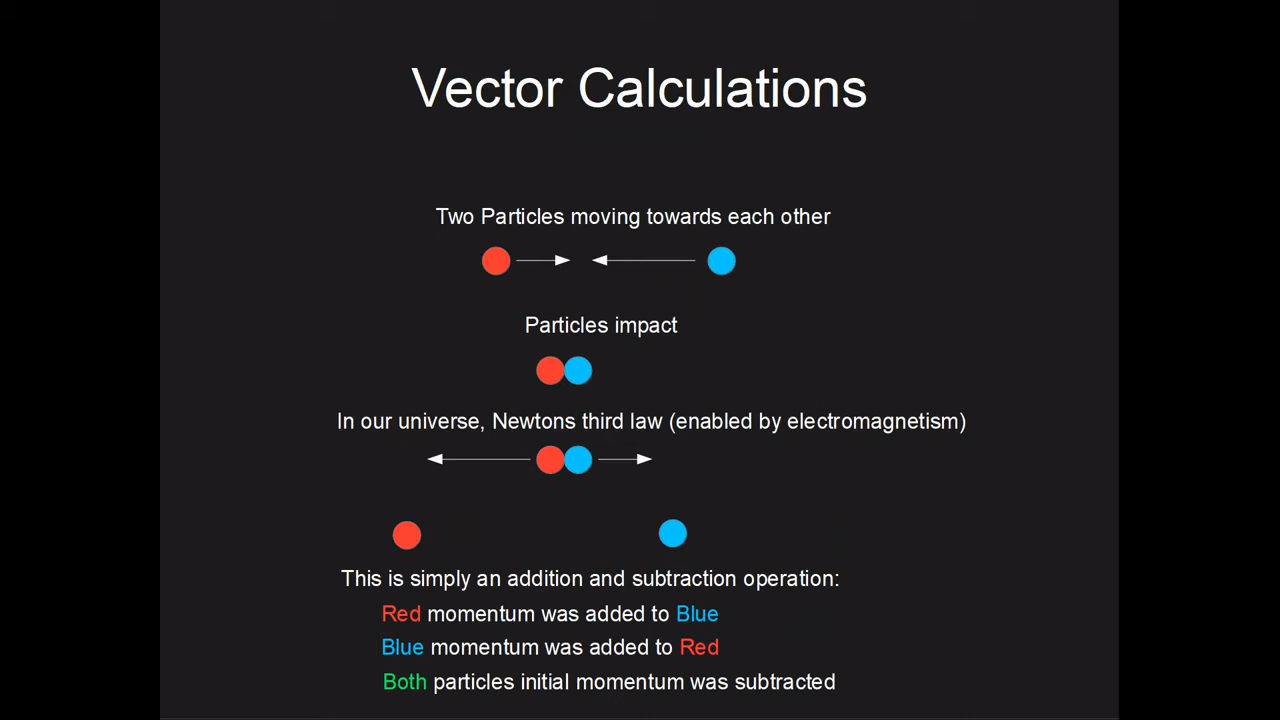 Vector Calculations
Two Particles moving towards each other
Particles impact
In our universe, Newtons third law (enabled by electromagnetism)
This is simply an addition and subtraction operation:
Red momentum was added to Blue
Blue momentum was added to Red
Both particles initial momentum was subtracted